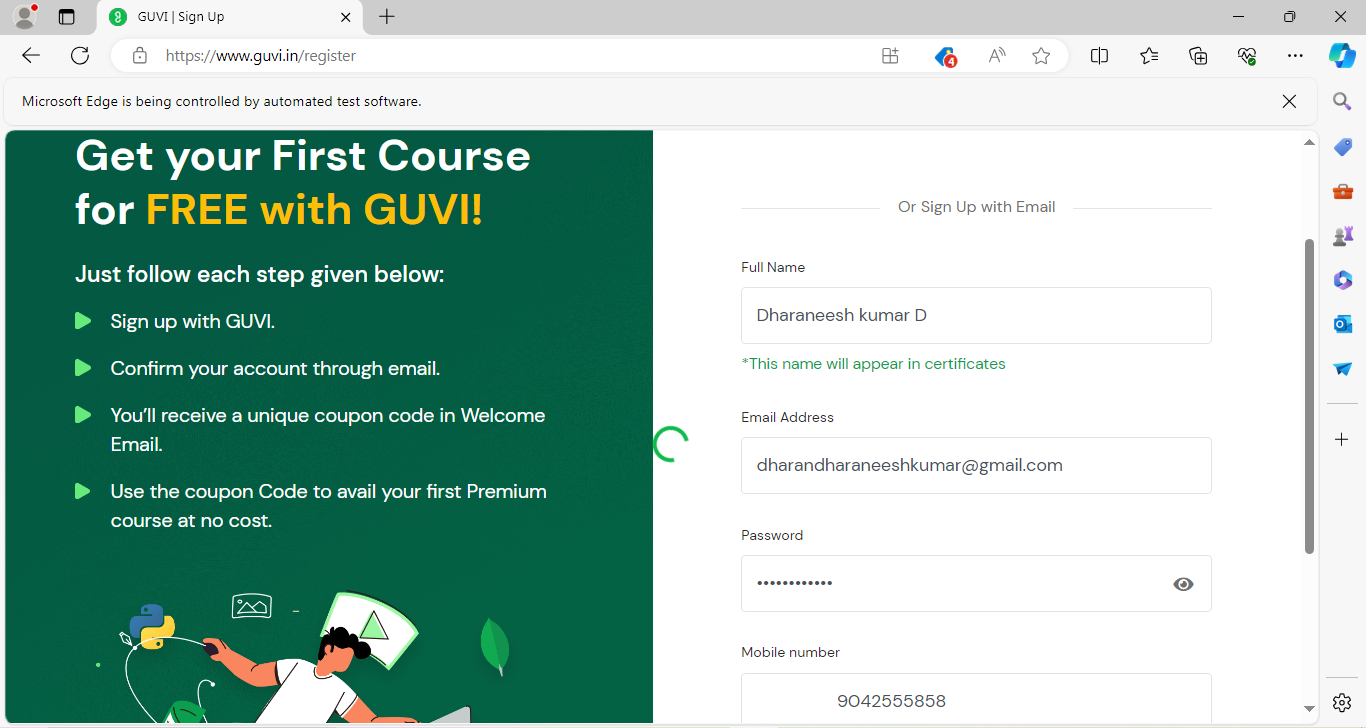 GUVI | Sign Up
https://www.guvi.in/register
4
Microsoft Edge is being controlled by automated test software.
Get your First Course
for FREE with GUVI!
Just follow each step given below:
Sign up with GUVI.
Confirm your account through email.
You’ll receive a unique coupon code in Welcome
Email.
Use the coupon Code to avail your first Premium
course at no cost.
Or Sign Up with Email
Full Name
Dharaneesh kumar D
*This name will appear in certificates
Email Address
dharandharaneeshkumar@gmail.com
Password
••••••••••••
Mobile number
9042555858